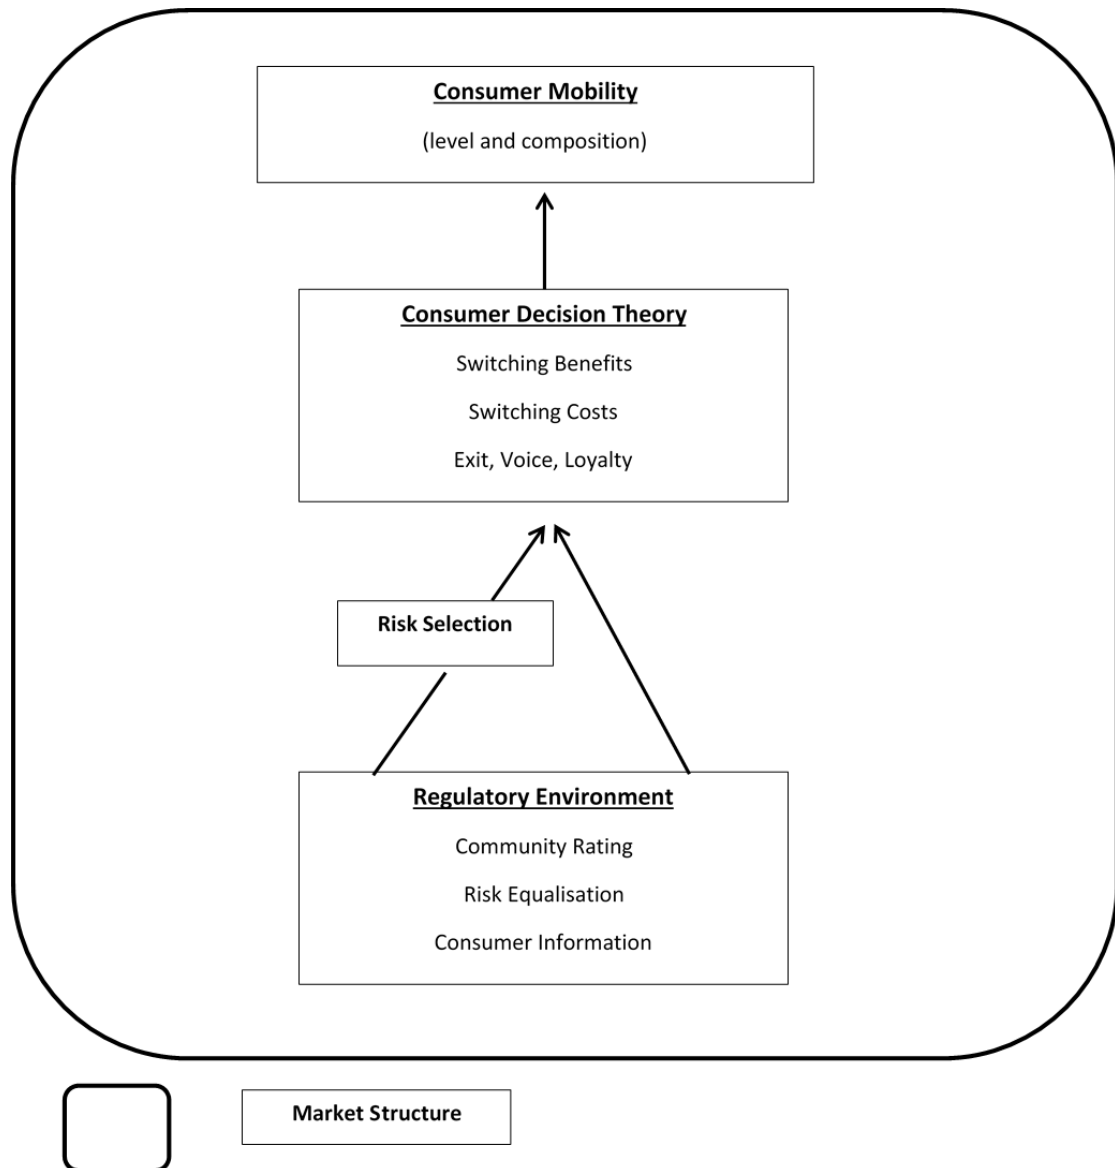 Consumer Mobility
(level and composition)
Consumer Decision Theory
Switching Benefits
Switching Costs
Exit, Voice, Loyalty
Risk Selection
Regulatory Environment
Community Rating
Risk Equalisation
Consumer Information
Market Structure